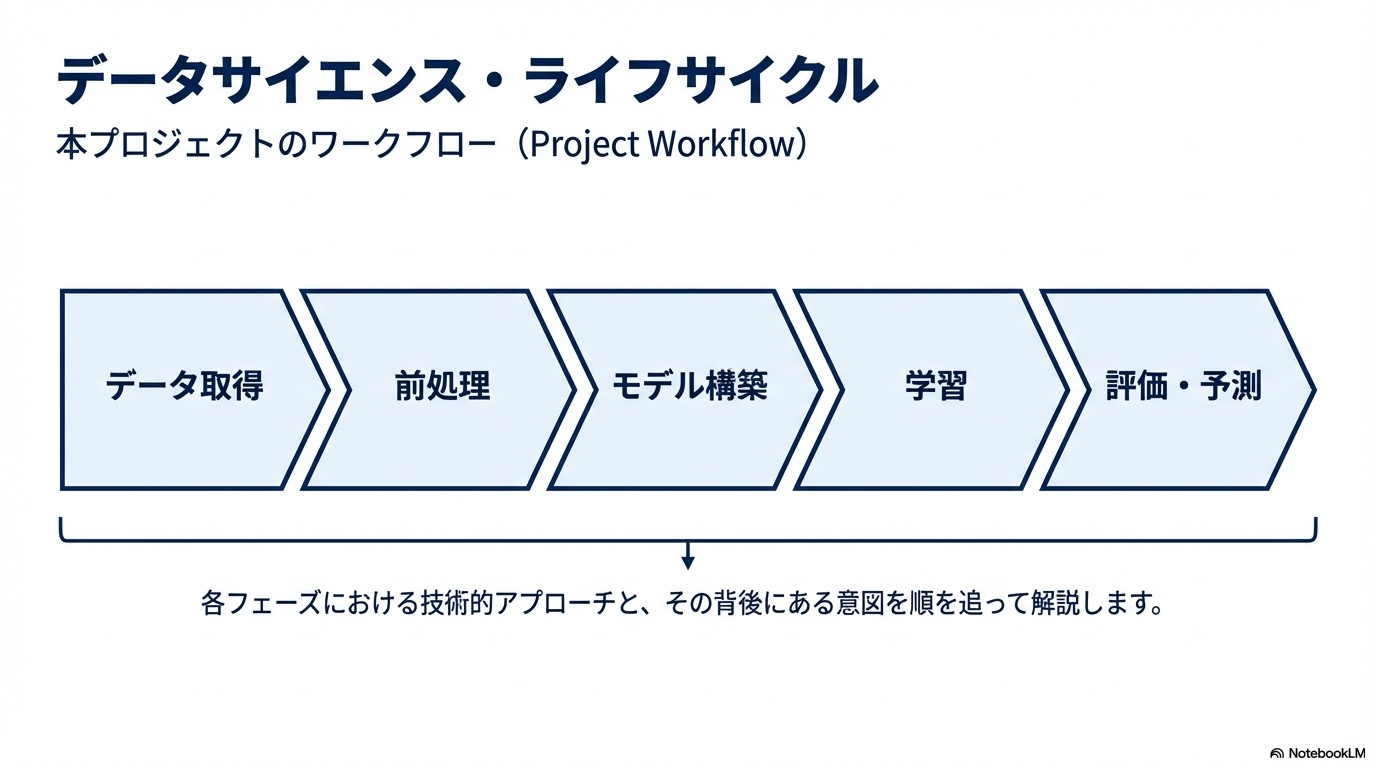 データサイエンス・ライフサイクル
本プロジェクトのワークフロー（Project Workflow）
データ取得
前処理
モデル構築
学習
評価・予測
各フェーズにおける技術的アプローチと、その背後にある意図を順を追って解説します。
NotebookLM